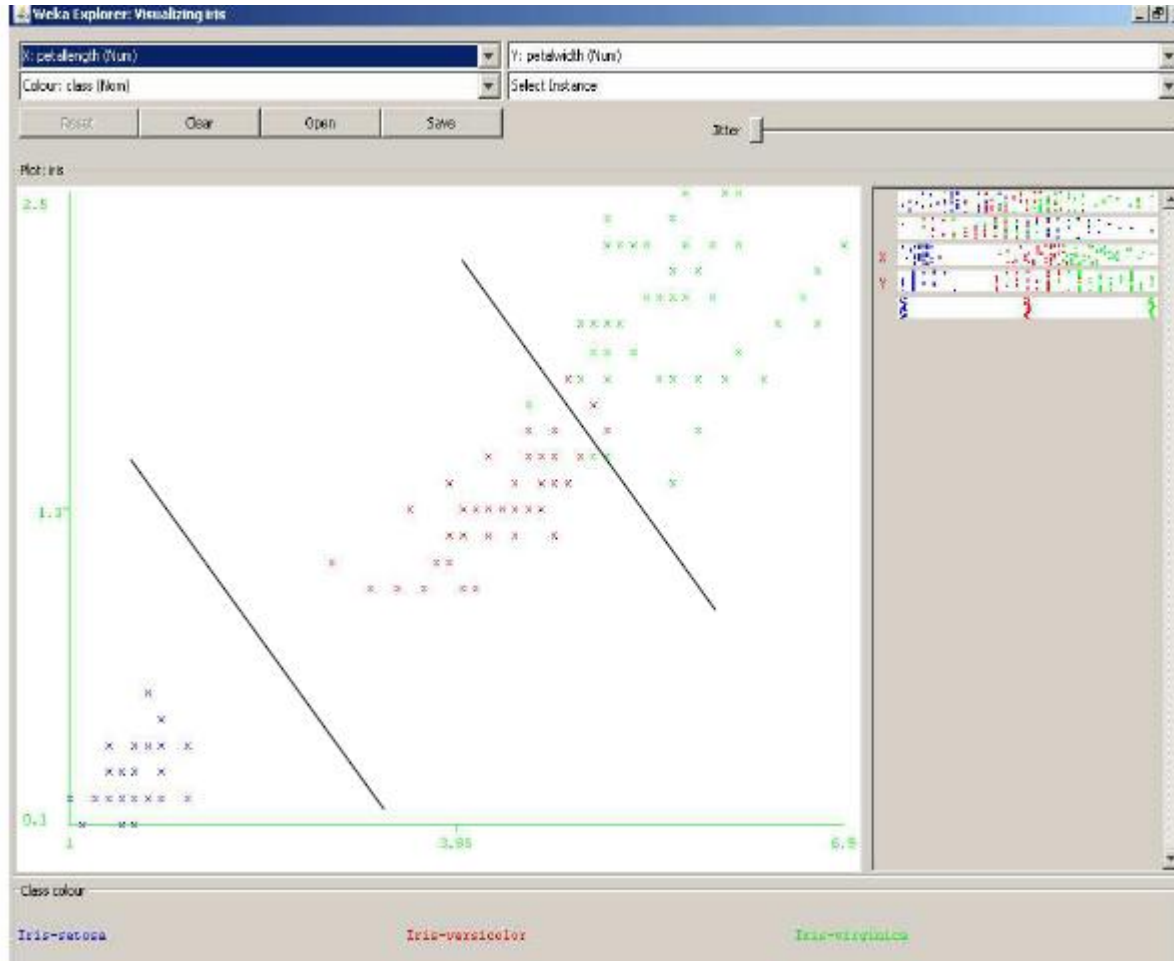 Weka Explorer: Visualizing iris
X: petallength (Num)
Y: petalwidth (Num)
Colour: class (Nom)
Select Instance
Reset
Clear
Open
Save
Jitter
Plot: iris
2.5
1.3
0.1
1
3.95
6.9
X
Y
Class colour
Iris-setosa
Iris-versicolor
Iris-virginica